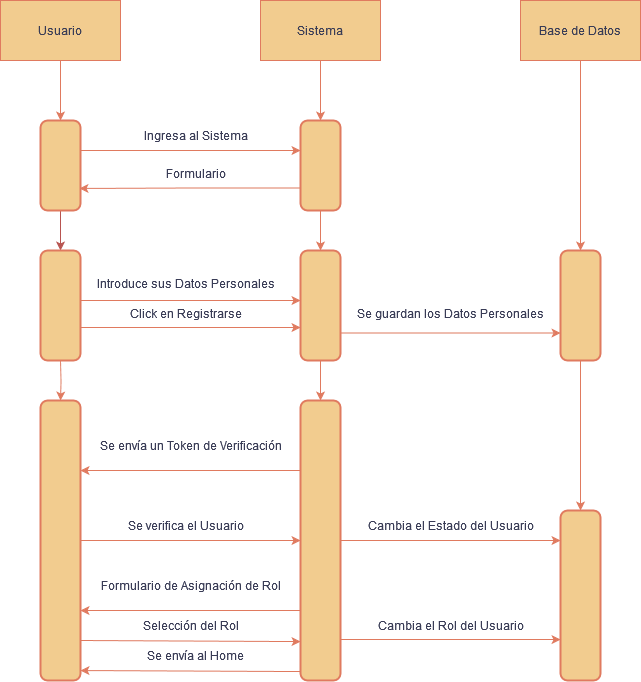 Usuario
Sistema
Base de Datos
Ingresa al Sistema
Formulario
Introduce sus Datos Personales
Click en Registrarse
Se guardan los Datos Personales
Se envía un Token de Verificación
Se verifica el Usuario
Cambia el Estado del Usuario
Formulario de Asignación de Rol
Selección del Rol
Cambia el Rol del Usuario
Se envía al Home